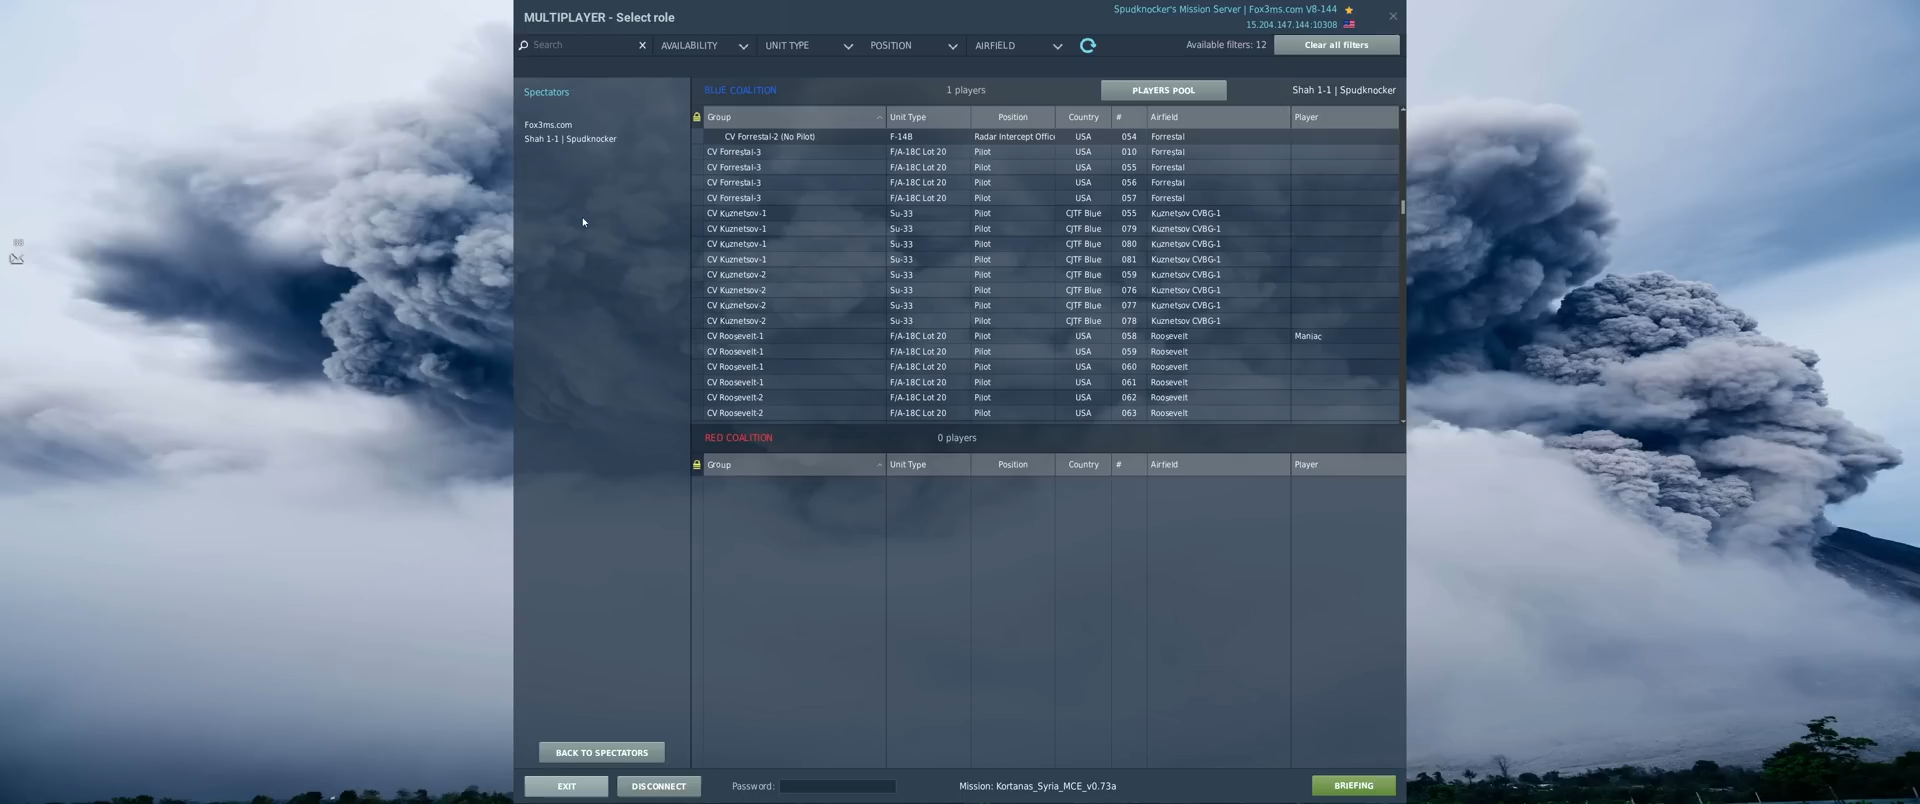 MULTIPLAYER - Select role
Spudknocker's Mission Server | Fox3ms.com V8-144
15.204.147.144:10308
Search
AVAILABILITY
UNIT TYPE
POSITION
AIRFIELD
Available filters: 12
Clear all filters
Spectators
Fox3ms.com
Shah 1-1 | Spudknocker
BLUE COALITION 1 players PLAYERS POOL Shah 1-1 | Spudknocker
Group Unit Type Position Country # Airfield Player
CV Forrestal-2 (No Pilot) F-14B Radar Intercept Offic USA 054 Forrestal
CV Forrestal-3 F/A-18C Lot 20 Pilot USA 010 Forrestal
CV Forrestal-3 F/A-18C Lot 20 Pilot USA 055 Forrestal
CV Forrestal-3 F/A-18C Lot 20 Pilot USA 056 Forrestal
CV Forrestal-3 F/A-18C Lot 20 Pilot USA 057 Forrestal
CV Kuznetsov-1 Su-33 Pilot CJTF Blue 055 Kuznetsov CVBG-1
CV Kuznetsov-1 Su-33 Pilot CJTF Blue 079 Kuznetsov CVBG-1
CV Kuznetsov-1 Su-33 Pilot CJTF Blue 080 Kuznetsov CVBG-1
CV Kuznetsov-1 Su-33 Pilot CJTF Blue 081 Kuznetsov CVBG-1
CV Kuznetsov-2 Su-33 Pilot CJTF Blue 059 Kuznetsov CVBG-1
CV Kuznetsov-2 Su-33 Pilot CJTF Blue 076 Kuznetsov CVBG-1
CV Kuznetsov-2 Su-33 Pilot CJTF Blue 077 Kuznetsov CVBG-1
CV Kuznetsov-2 Su-33 Pilot CJTF Blue 078 Kuznetsov CVBG-1
CV Roosevelt-1 F/A-18C Lot 20 Pilot USA 058 Roosevelt Maniac
CV Roosevelt-1 F/A-18C Lot 20 Pilot USA 059 Roosevelt
CV Roosevelt-1 F/A-18C Lot 20 Pilot USA 060 Roosevelt
CV Roosevelt-1 F/A-18C Lot 20 Pilot USA 061 Roosevelt
CV Roosevelt-2 F/A-18C Lot 20 Pilot USA 062 Roosevelt
CV Roosevelt-2 F/A-18C Lot 20 Pilot USA 063 Roosevelt
RED COALITION 0 players
Group Unit Type Position Country # Airfield Player
BACK TO SPECTATORS
EXIT
DISCONNECT
Password:
Mission: Kortanas_Syria_MCE_v0.73a
BRIEFING